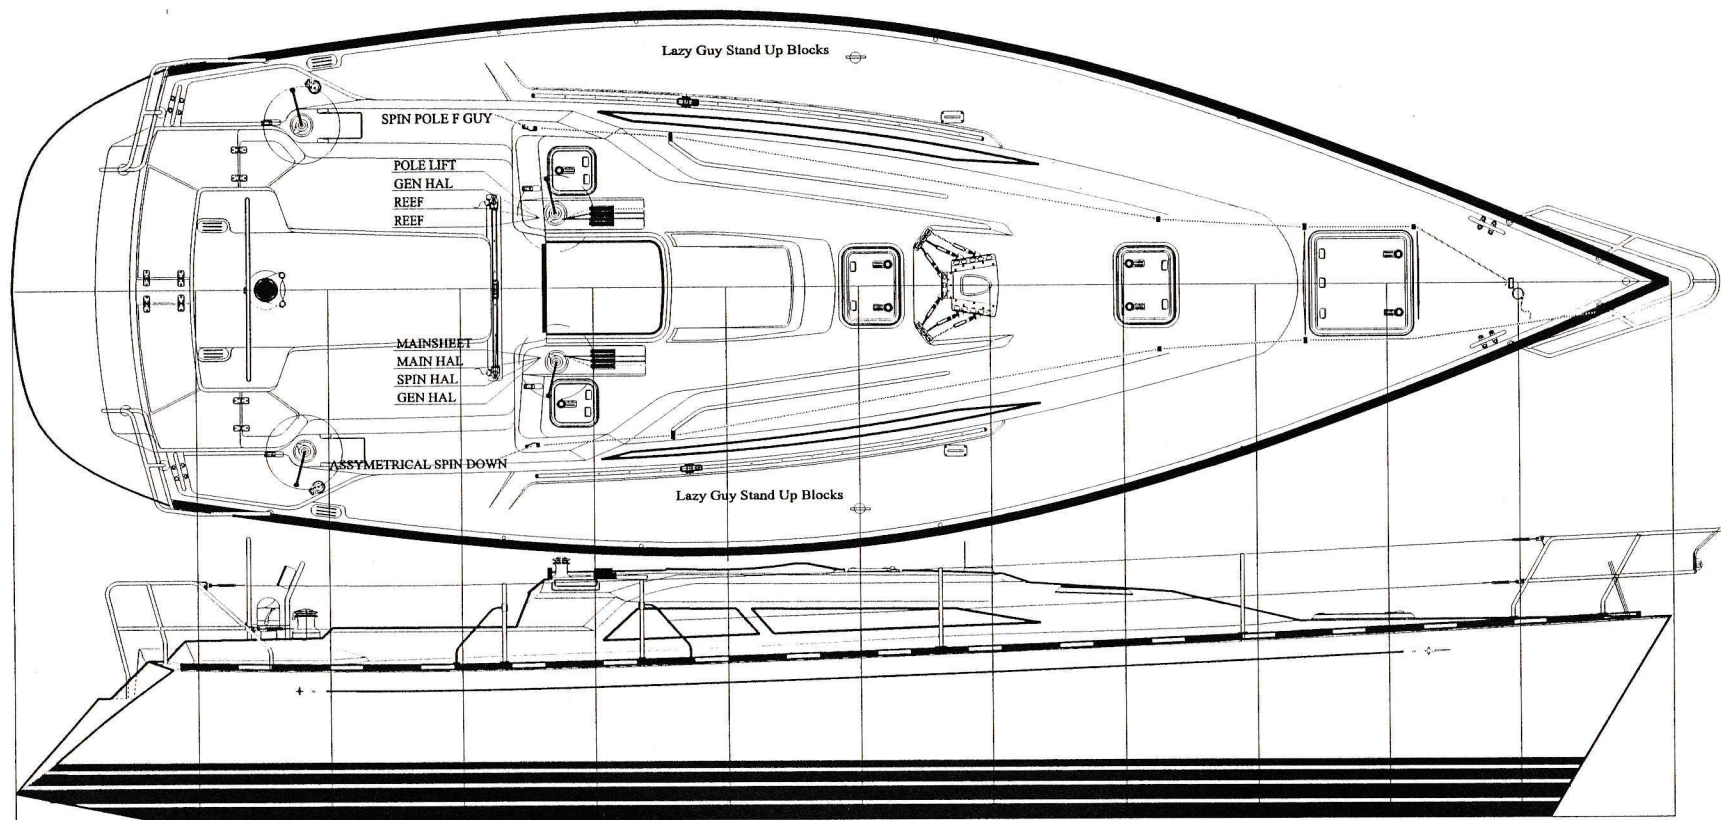 Lazy Guy Stand Up Blocks
SPIN POLE F GUY
POLE LIFT
GEN HAL
REEF
REEF
MAINSHEET
MAIN HAL
SPIN HAL
GEN HAL
ASSYMETRICAL SPIN DOWN
Lazy Guy Stand Up Blocks